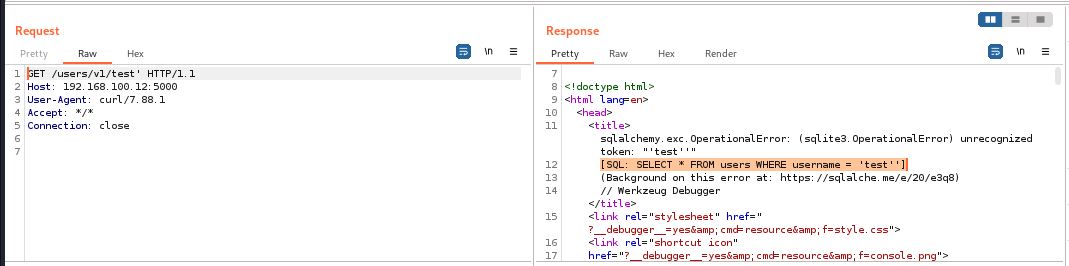 Request
Response
Pretty Raw Hex \n
Pretty Raw Hex Render \n
1 GET /users/v1/test' HTTP/1.1
2 Host: 192.168.100.12:5000
3 User-Agent: curl/7.88.1
4 Accept: */*
5 Connection: close
6
7
7
8 <!doctype html>
9 <html lang=en>
10 <head>
11 <title>
sqlalchemy.exc.OperationalError: (sqlite3.OperationalError) unrecognized
token: "'test''"
12 [SQL: SELECT * FROM users WHERE username = 'test'']
13 (Background on this error at: https://sqlalche.me/e/20/e3q8)
14 // Werkzeug Debugger
</title>
15 <link rel="stylesheet" href="
?__debugger__=yes&amp;cmd=resource&amp;f=style.css">
16 <link rel="shortcut icon"
17 href="?__debugger__=yes&amp;cmd=resource&amp;f=console.png">